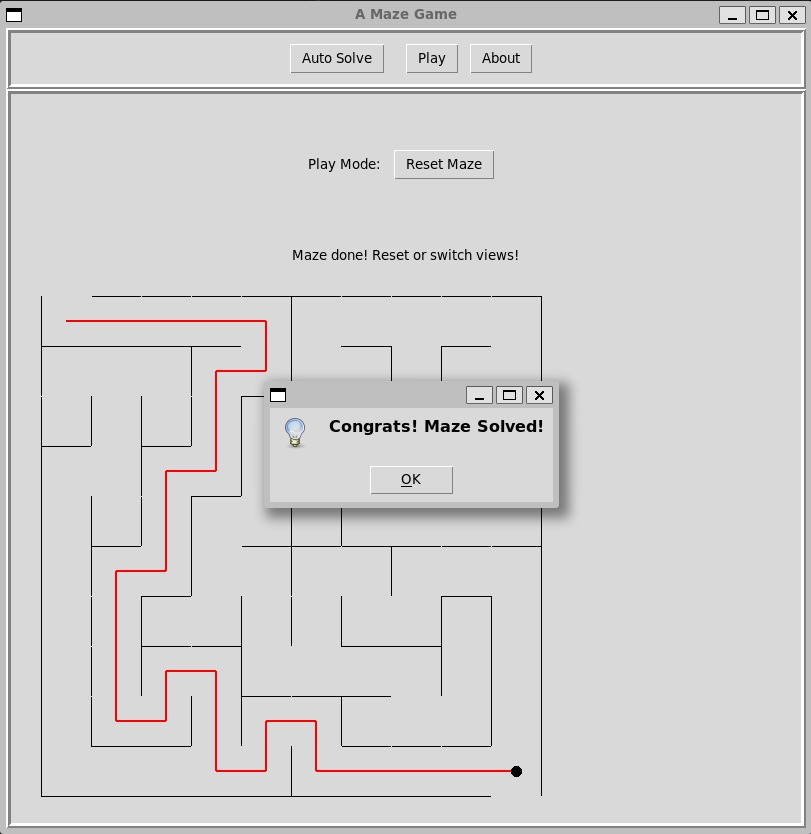 A Maze Game
Auto Solve Play About
Play Mode: Reset Maze
Maze done! Reset or switch views!
Congrats! Maze Solved!
OK